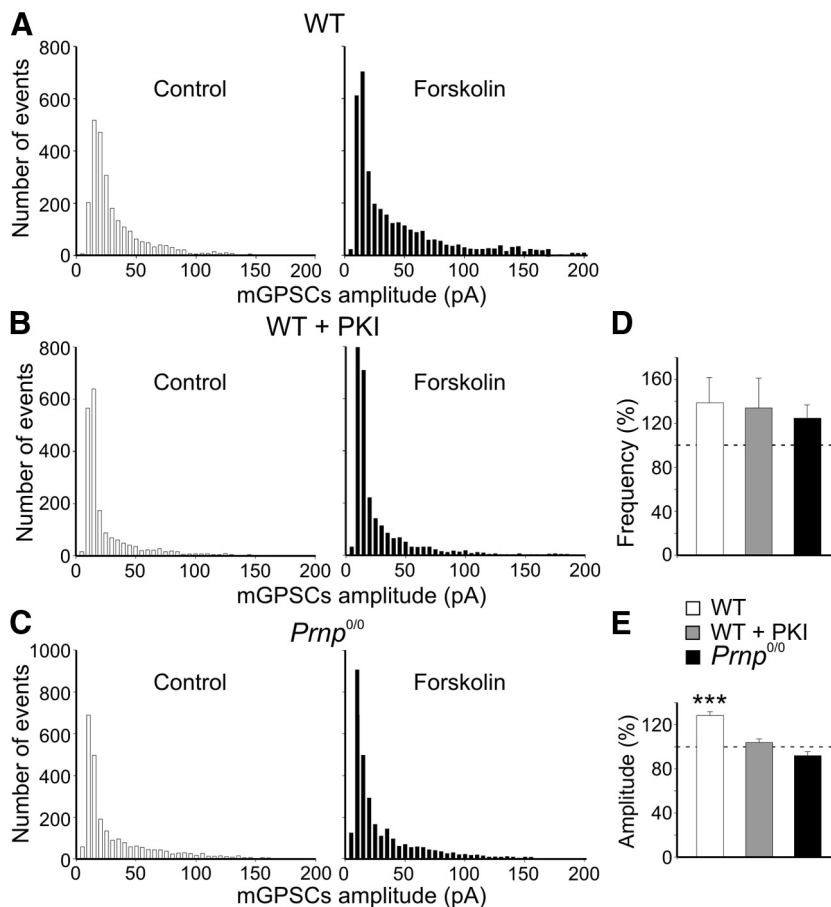 A
WT
Number of events
800
600
400
200
0
Control
0 50 100 150 200
Forskolin
0 50 100 150 200
mGPSCs amplitude (pA)
B
WT + PKI
Number of events
800
600
400
200
0
Control
0 50 100 150 200
Forskolin
0 50 100 150 200
mGPSCs amplitude (pA)
C
Prnp0/0
Number of events
1000
800
600
400
200
0
Control
0 50 100 150 200
Forskolin
0 50 100 150 200
mGPSCs amplitude (pA)
D
Frequency (%)
160
120
80
40
0
WT
WT + PKI
Prnp0/0
E
Amplitude (%)
120
80
40
0
***